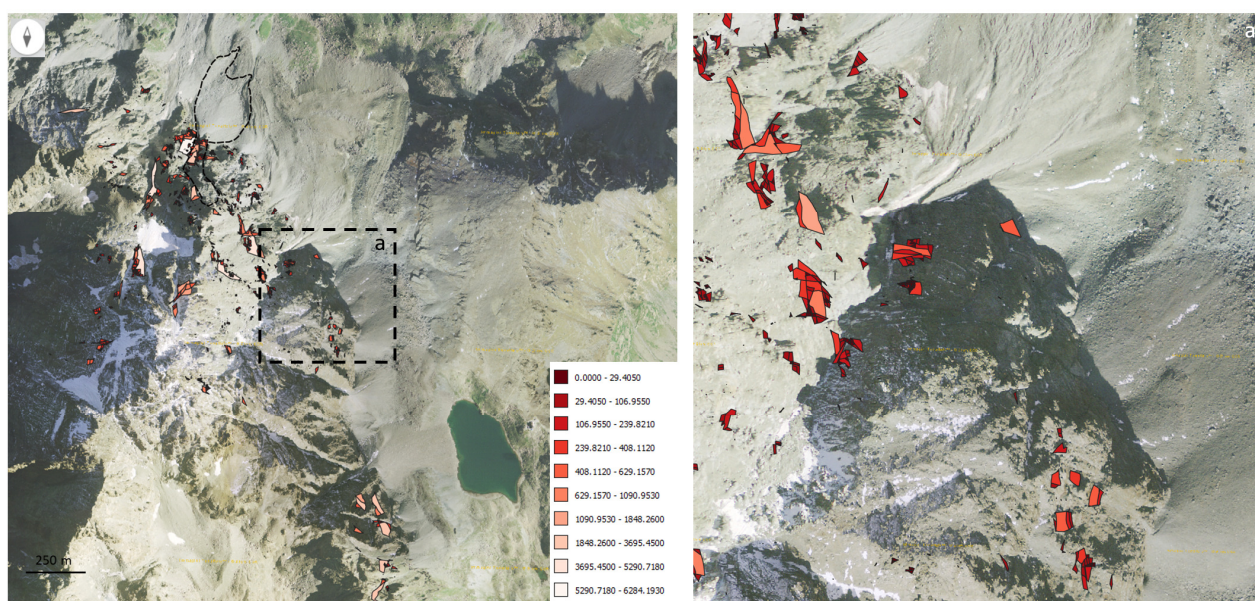 a
250 m
0.0000 - 29.4050
29.4050 - 106.9550
106.9550 - 239.8210
239.8210 - 408.1120
408.1120 - 629.1570
629.1570 - 1090.9530
1090.9530 - 1848.2600
1848.2600 - 3695.4500
3695.4500 - 5290.7180
5290.7180 - 6284.1930
a